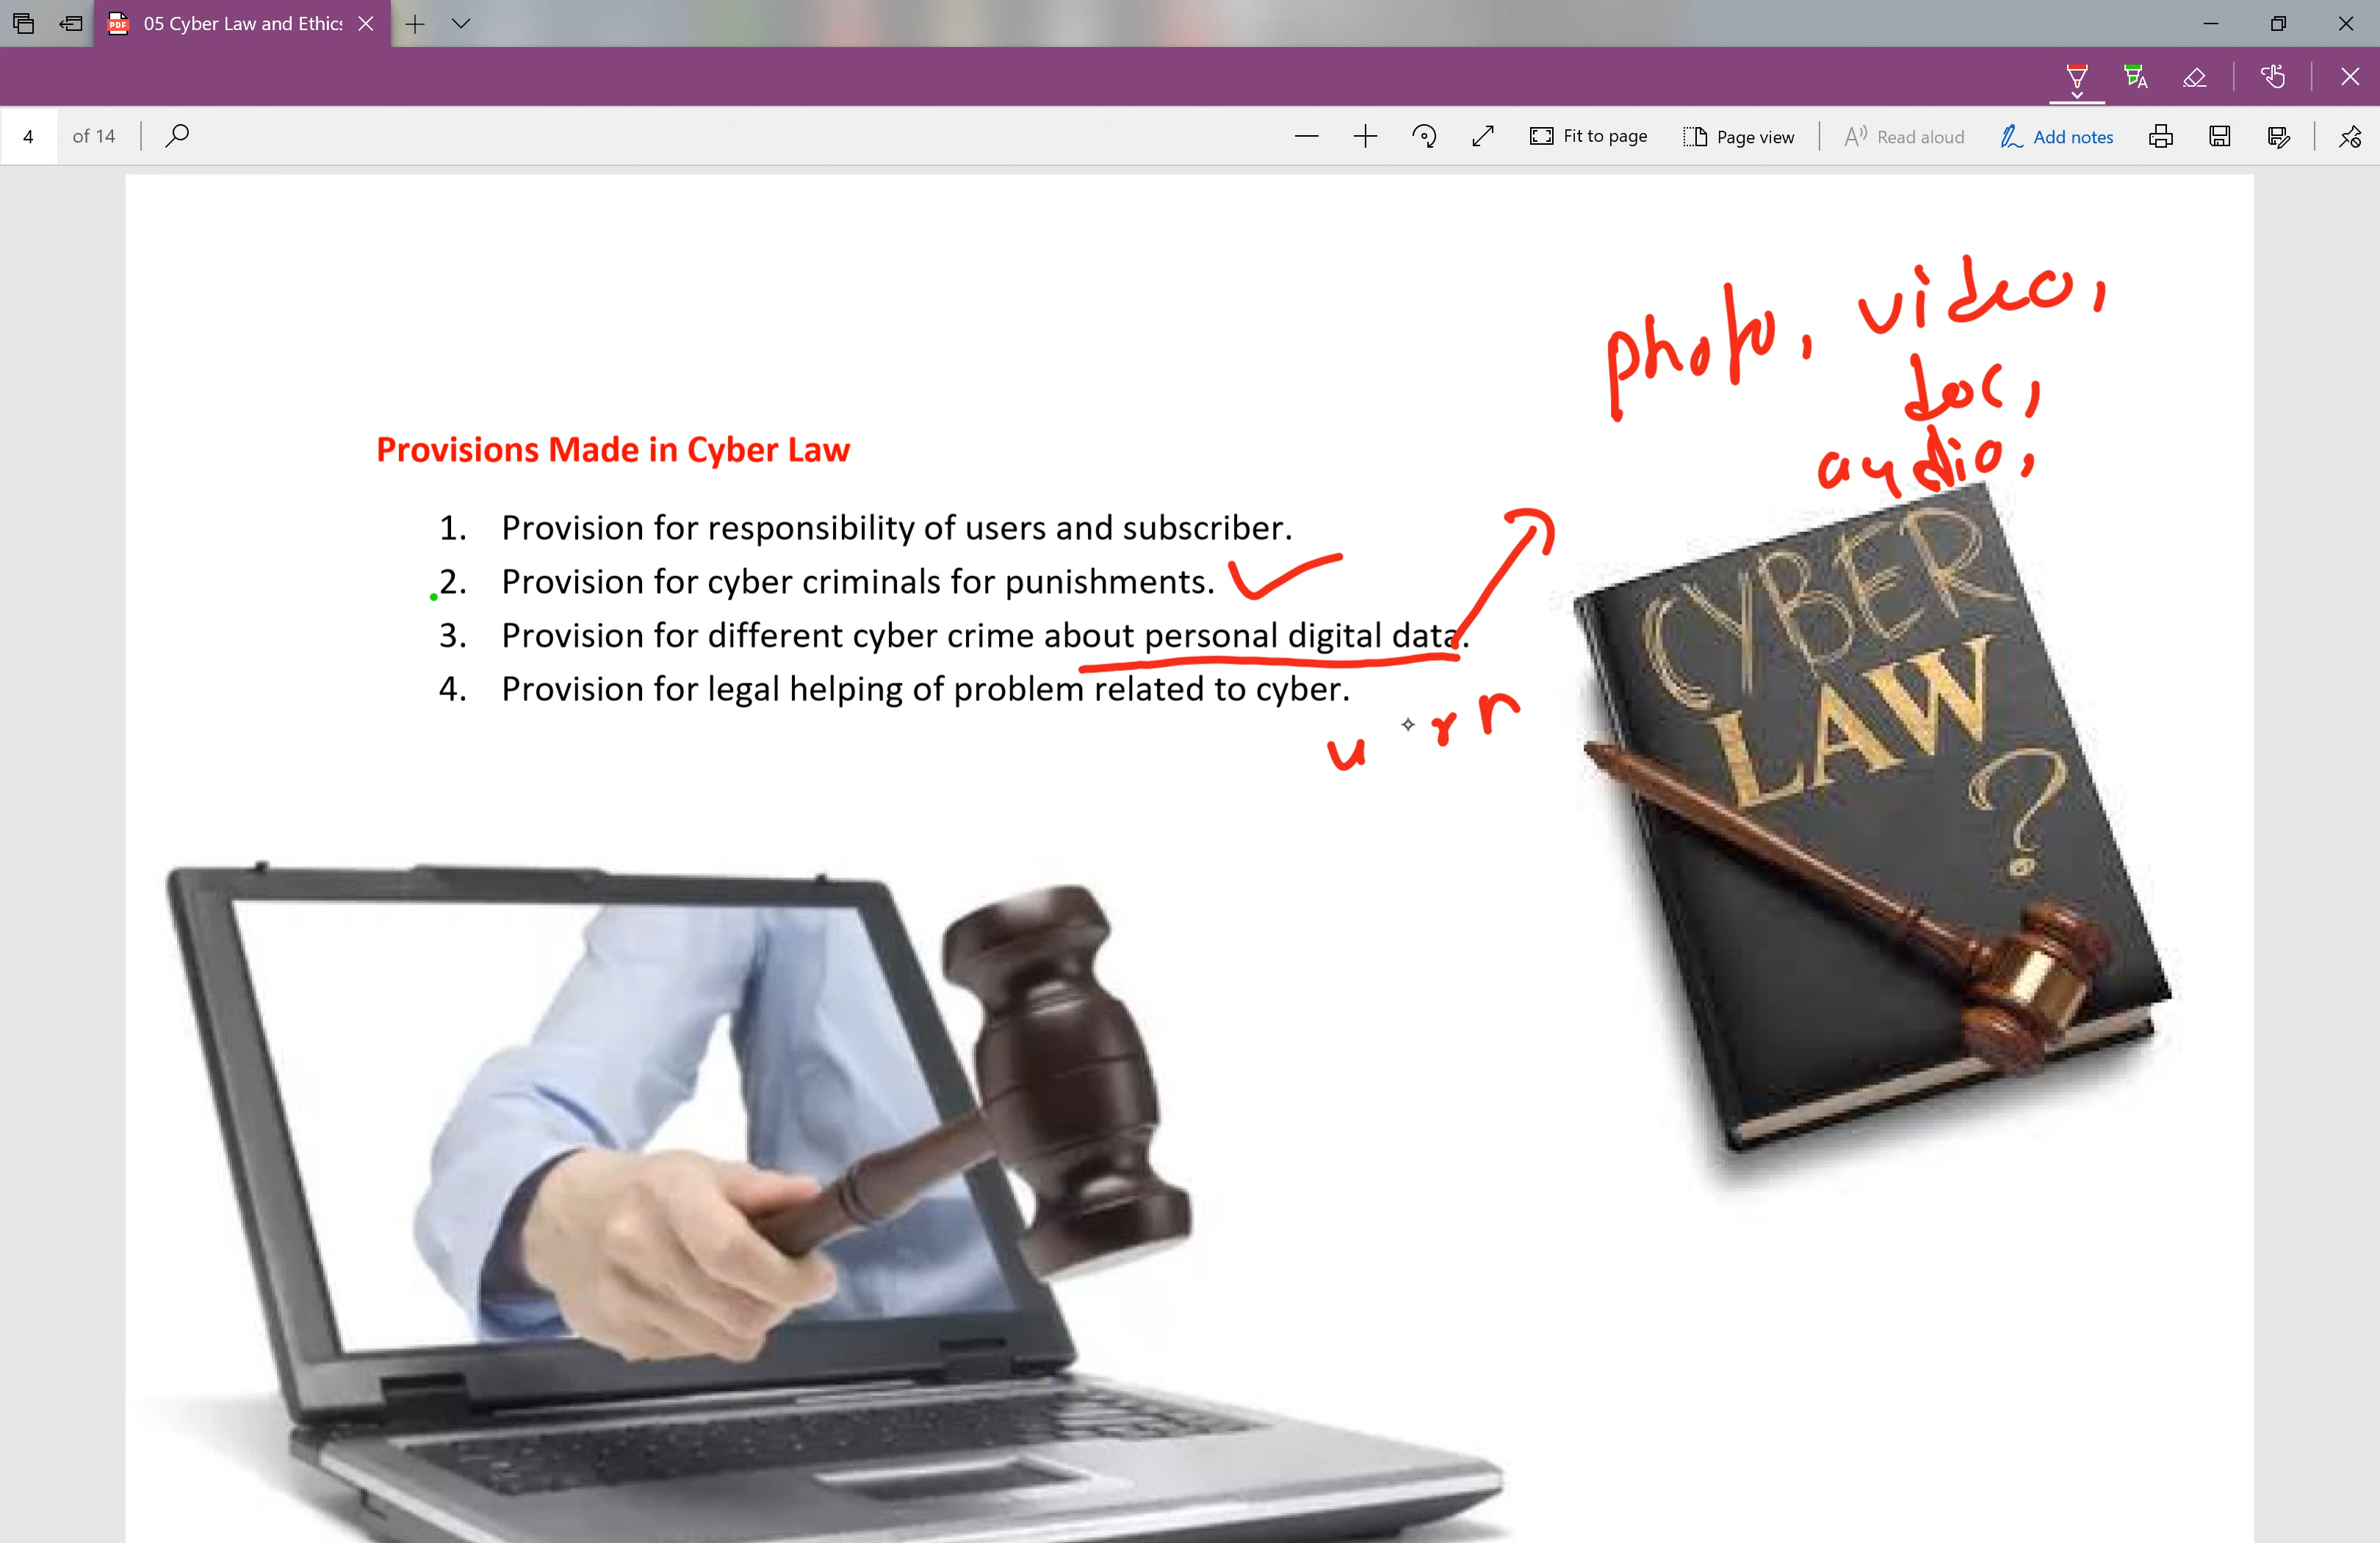 05 Cyber Law and Ethics
4 of 14
Fit to page
Page view
Read aloud
Add notes
photo, video,
doc,
audio,
Provisions Made in Cyber Law
1. Provision for responsibility of users and subscriber.
2. Provision for cyber criminals for punishments.
3. Provision for different cyber crime about personal digital data.
4. Provision for legal helping of problem related to cyber.
CYBER
LAW
?